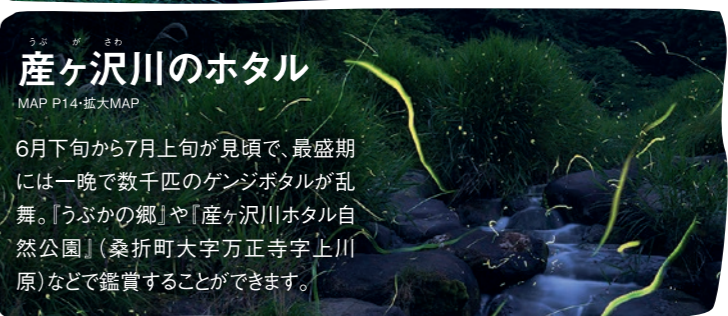 うぶ が さわ
産ヶ沢川のホタル
MAP P14・拡大MAP
6月下旬から7月上旬が見頃で、最盛期
には一晩で数千匹のゲンジボタルが乱
舞。『うぶかの郷』や『産ヶ沢川ホタル自
然公園』（桑折町大字万正寺字上川
原）などで鑑賞することができます。